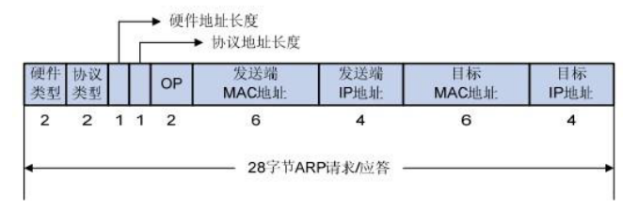 硬件地址长度
协议地址长度
硬件 协议 发送端 发送端 目标 目标
类型 类型 OP MAC地址 IP地址 MAC地址 IP地址
2 2 1 1 2 6 4 6 4
28字节ARP请求/应答